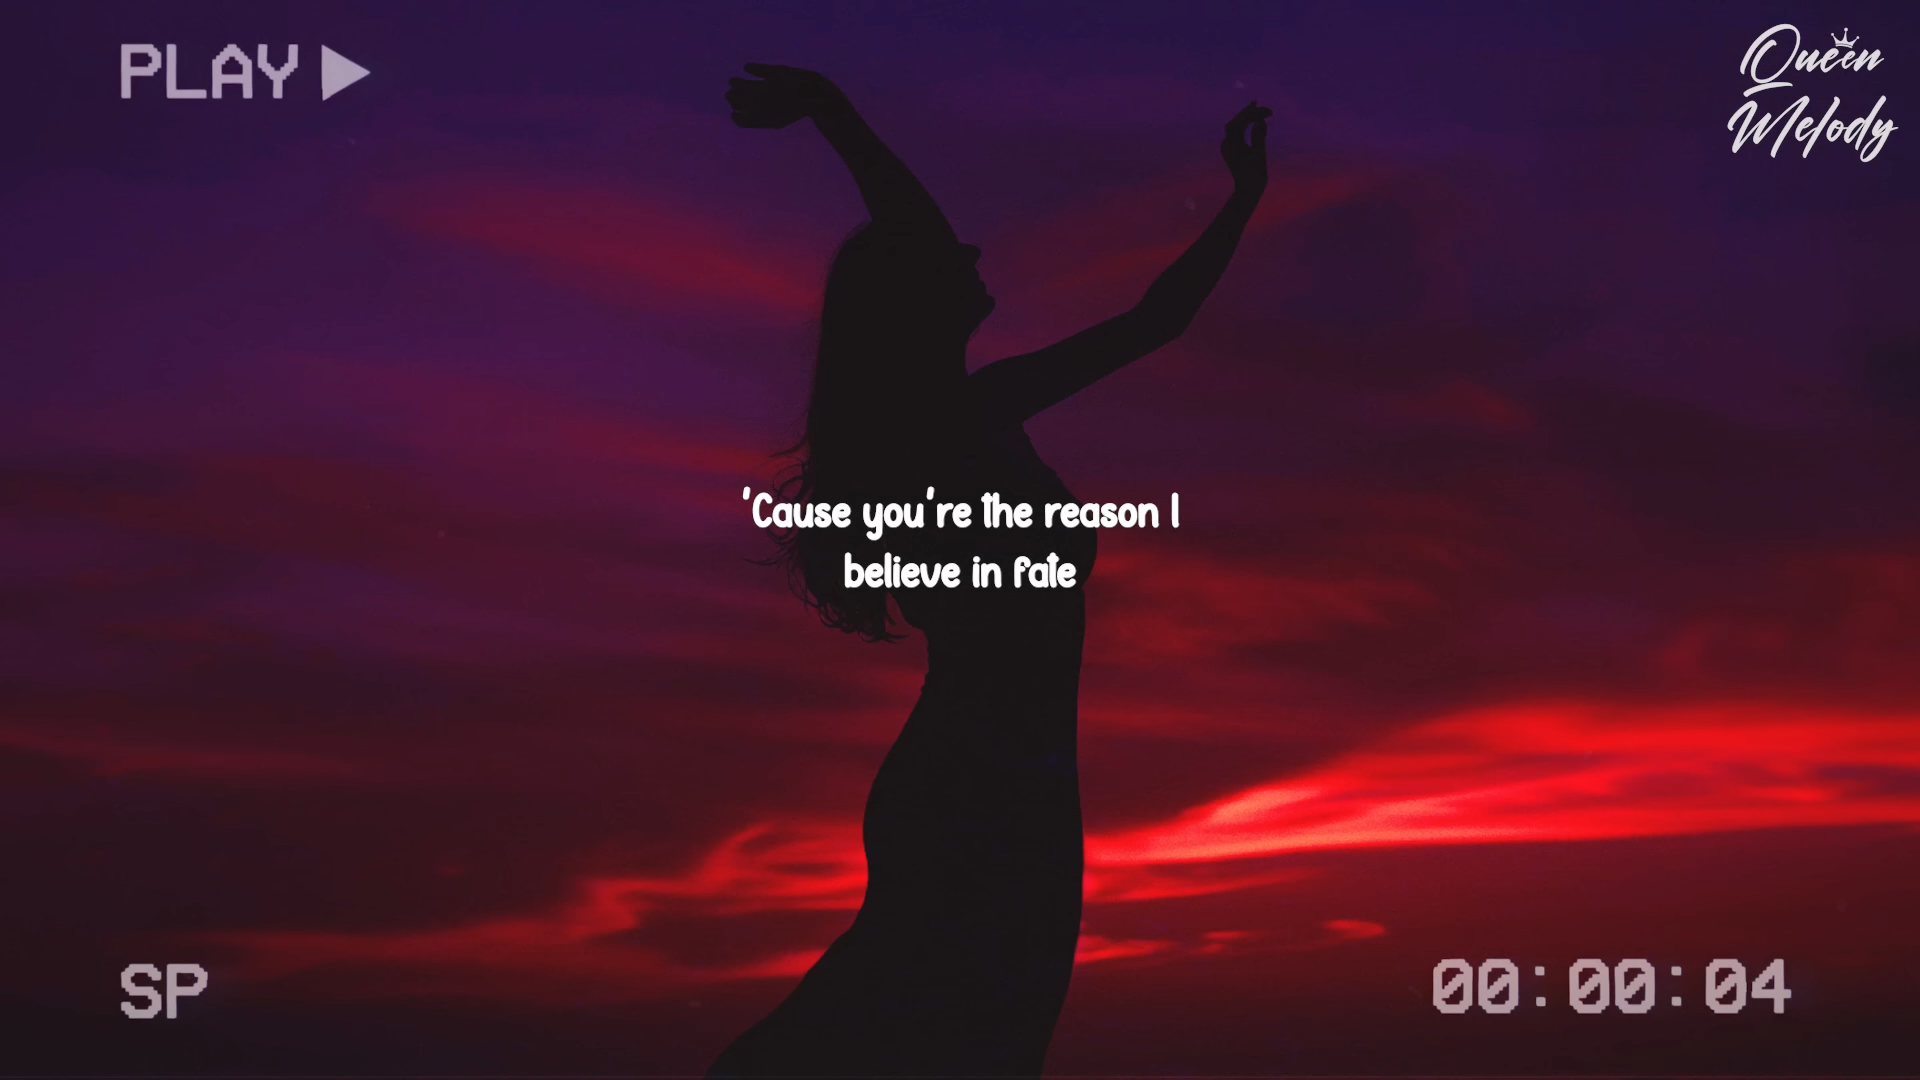 PLAY
Queen
Melody
'Cause you're the reason I
believe in fate
SP
00:00:04